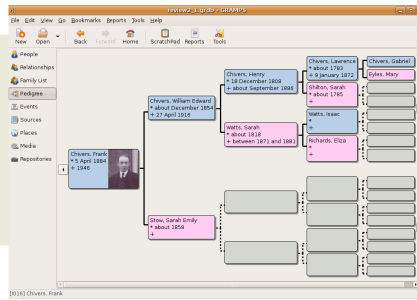 review2_1.grdb - GRAMPS
File Edit View Go Bookmarks Reports Tools Help
New Open Back Forward Home ScratchPad Reports Tools
People
Relationships
Family List
Pedigree
Events
Sources
Places
Media
Repositories
Chivers, Frank
* 5 April 1884
+ 1946
Chivers, William Edward
* about December 1854
+ 27 April 1916
Stow, Sarah Emily
* about 1858
+
Chivers, Henry
* 18 December 1808
+ about September 1886
Watts, Sarah
* about 1818
+ between 1871 and 1881
Chivers, Lawrence
* about 1783
+ 9 January 1872
Shilton, Sarah
* about 1785
+
Watts, Isaac
*
+
Richards, Eliza
*
+
Chivers, Gabriel
Eyles, Mary
[I016] Chivers, Frank